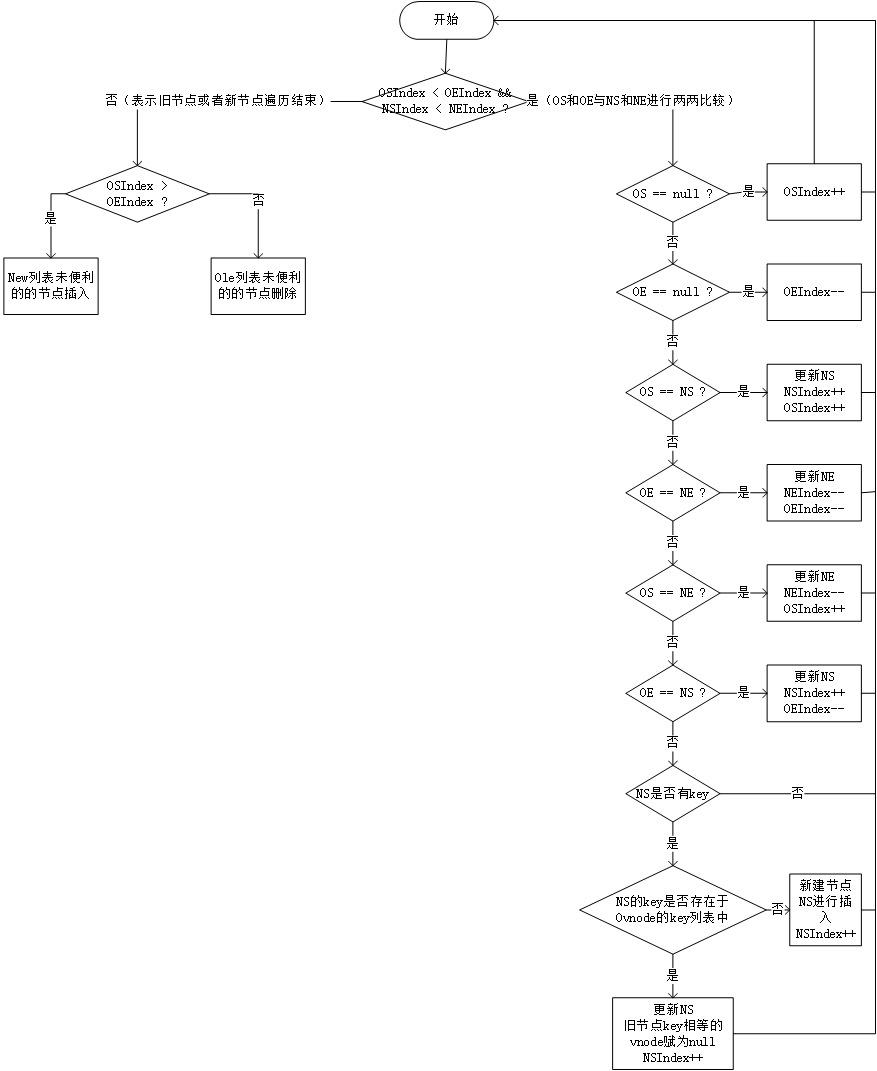 开始
OSIndex < OEIndex &&
NSIndex < NEIndex ?
否（表示旧节点或者新节点遍历结束）
是（OS和OE与NS和NE进行两两比较）
OSIndex >
OEIndex ?
是
否
New列表未便利
的的节点插入
Ole列表未便利
的的节点删除
OS == null ?
是
OSIndex++
否
OE == null ?
是
OEIndex--
否
OS == NS ?
是
更新NS
NSIndex++
OSIndex++
否
OE == NE ?
是
更新NE
NEIndex--
OEIndex--
否
OS == NE ?
是
更新NE
NEIndex--
OSIndex++
否
OE == NS ?
是
更新NS
NSIndex++
OEIndex--
否
NS是否有key
否
是
NS的key是否存在于
Ovnode的key列表中
否
新建节点
NS进行插
入
NSIndex++
是
更新NS
旧节点key相等的
vnode赋为null
NSIndex++